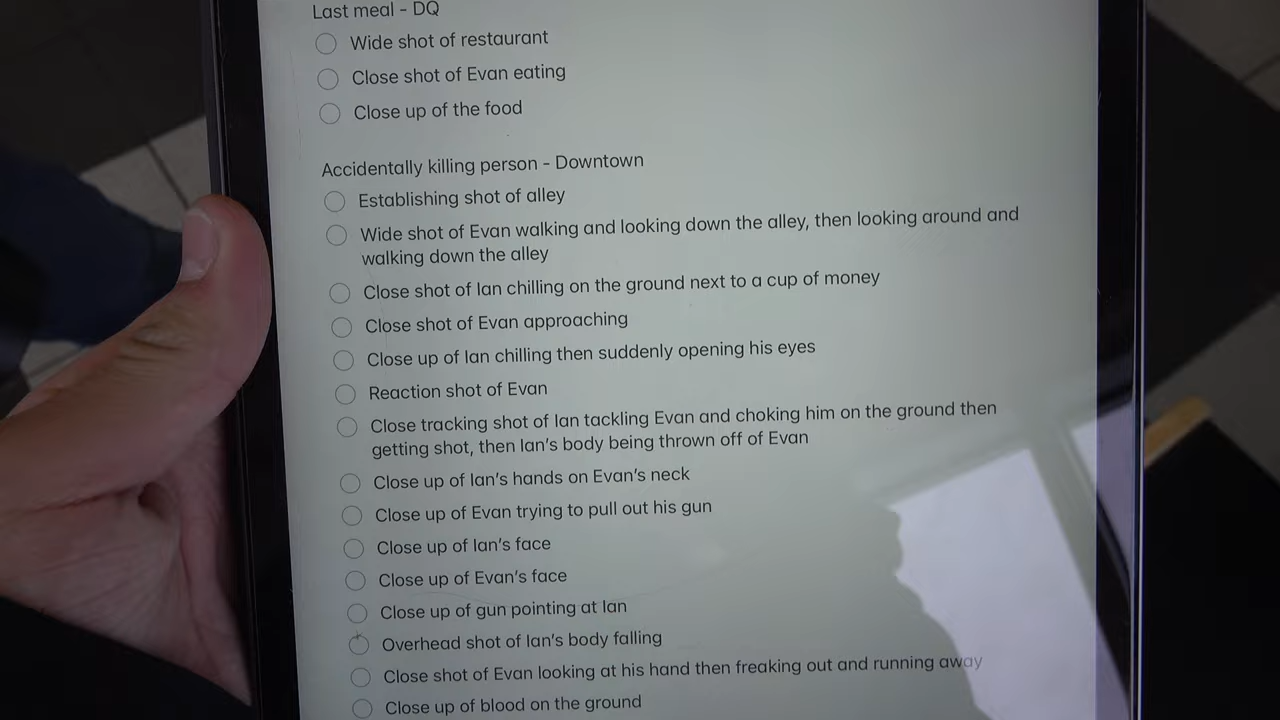 Last meal - DQ
Wide shot of restaurant
Close shot of Evan eating
Close up of the food
Accidentally killing person - Downtown
Establishing shot of alley
Wide shot of Evan walking and looking down the alley, then looking around and
walking down the alley
Close shot of Ian chilling on the ground next to a cup of money
Close shot of Evan approaching
Close up of Ian chilling then suddenly opening his eyes
Reaction shot of Evan
Close tracking shot of Ian tackling Evan and choking him on the ground then
getting shot, then Ian's body being thrown off of Evan
Close up of Ian's hands on Evan's neck
Close up of Evan trying to pull out his gun
Close up of Ian's face
Close up of Evan's face
Close up of gun pointing at Ian
Overhead shot of Ian's body falling
Close shot of Evan looking at his hand then freaking out and running away
Close up of blood on the ground